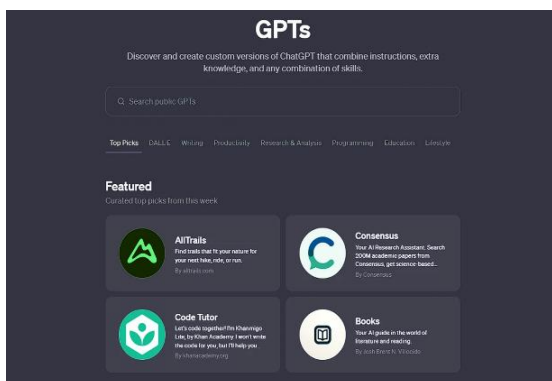 GPTs
Discover and create custom versions of ChatGPT that combine instructions, extra
knowledge, and any combination of skills.
Search public GPTs
Top Picks DALL·E Writing Productivity Research & Analysis Programming Education Lifestyle
Featured
Curated top picks from this week
AllTrails
Find trails that fit your nature for
your next hike, ride, or run.
By alltrails.com
Consensus
Your AI Research Assistant. Search
200M academic papers from
Consensus, get science-based...
By Consensus
Code Tutor
Let's code together! I'm Khanmigo
Lite, by Khan Academy. I won't write
the code for you, but I'll help you...
By khanacademy.org
Books
Your AI guide in the world of
literature and reading.
By Josh Brent N. Villocido